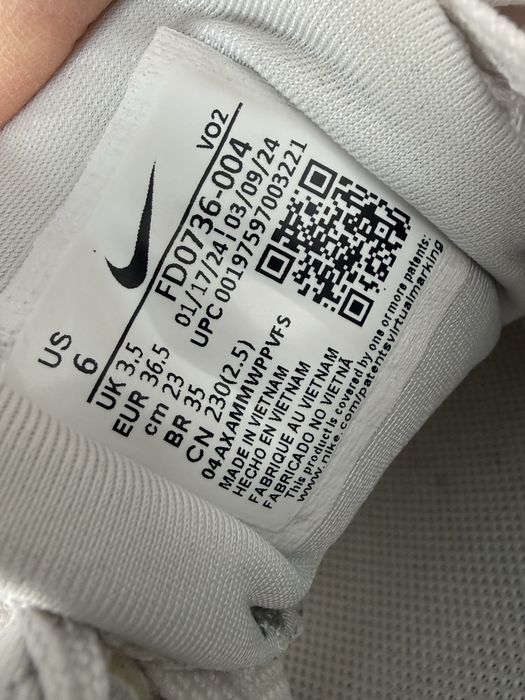 VO2
FD0736-004
01/17/24 | 03/09/24
UPC 00197597003221
US
6
UK 3.5
EUR 36.5
cm 23
BR 35
CN 230(2.5)
04AXAMMWPPVFS
MADE IN VIETNAM
HECHO EN VIETNAM
FABRIQUE AU VIETNAM
FABRICADO NO VIETNÃ
This product is covered by one or more patents:
www.nike.com/patentsvirtualmarking